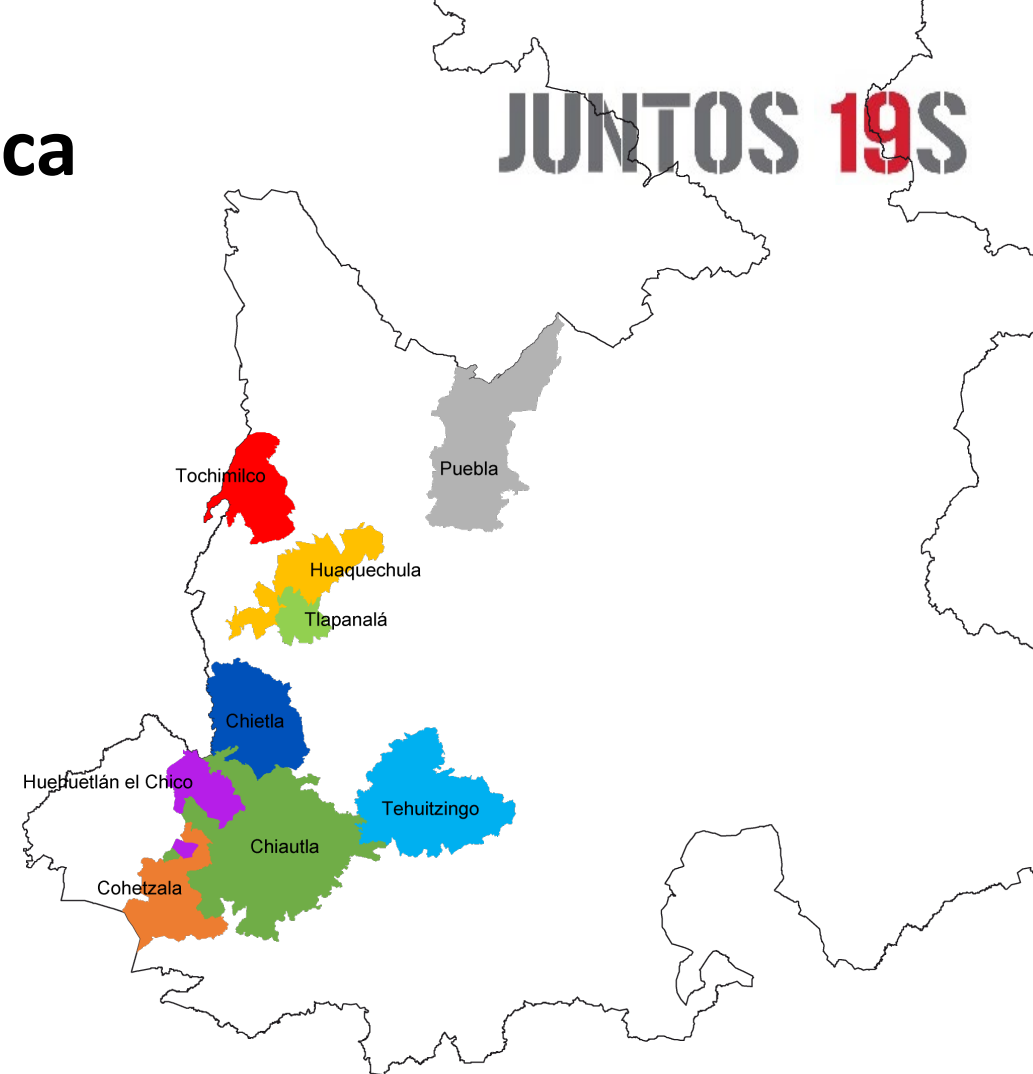 JUNTOS 19S
ca
Puebla
Tochimilco
Huaquechula
Tlapanalá
Chietla
Huehuetlán el Chico
Tehuitzingo
Chiautla
Cohetzala